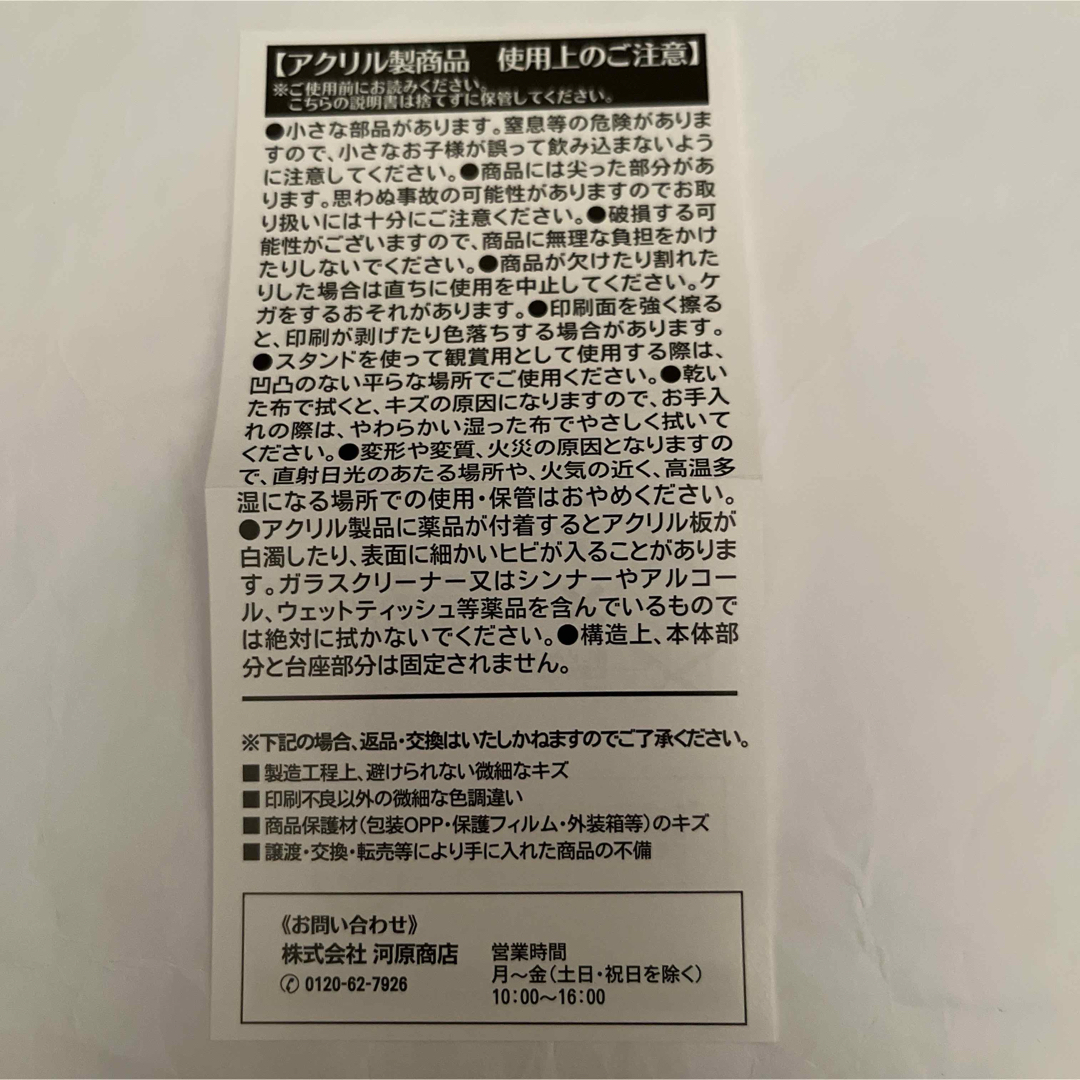 【アクリル製商品　使用上のご注意】
※ご使用前にお読みください。
こちらの説明書は捨てずに保管してください。
●小さな部品があります。窒息等の危険がありま
すので、小さなお子様が誤って飲み込まないよう
に注意してください。●商品には尖った部分があ
ります。思わぬ事故の可能性がありますのでお取
り扱いには十分にご注意ください。●破損する可
能性がございますので、商品に無理な負担をかけ
たりしないでください。●商品が欠けたり割れた
りした場合は直ちに使用を中止してください。ケ
ガをするおそれがあります。●印刷面を強く擦る
と、印刷が剥げたり色落ちする場合があります。
●スタンドを使って観賞用として使用する際は、
凹凸のない平らな場所でご使用ください。●乾い
た布で拭くと、キズの原因になりますので、お手入
れの際は、やわらかい湿った布でやさしく拭いて
ください。●変形や変質、火災の原因となりますの
で、直射日光のあたる場所や、火気の近く、高温多
湿になる場所での使用・保管はおやめください。
●アクリル製品に薬品が付着するとアクリル板が
白濁したり、表面に細かいヒビが入ることがありま
す。ガラスクリーナー又はシンナーやアルコー
ル、ウェットティッシュ等薬品を含んでいるもので
は絶対に拭かないでください。●構造上、本体部
分と台座部分は固定されません。
※下記の場合、返品・交換はいたしかねますのでご了承ください。
■製造工程上、避けられない微細なキズ
■印刷不良以外の微細な色調違い
■商品保護材（包装OPP・保護フィルム・外装箱等）のキズ
■譲渡・交換・転売等により手に入れた商品の不備
《お問い合わせ》
株式会社 河原商店
✆ 0120-62-7926
営業時間
月～金（土日・祝日を除く）
10：00～16：00